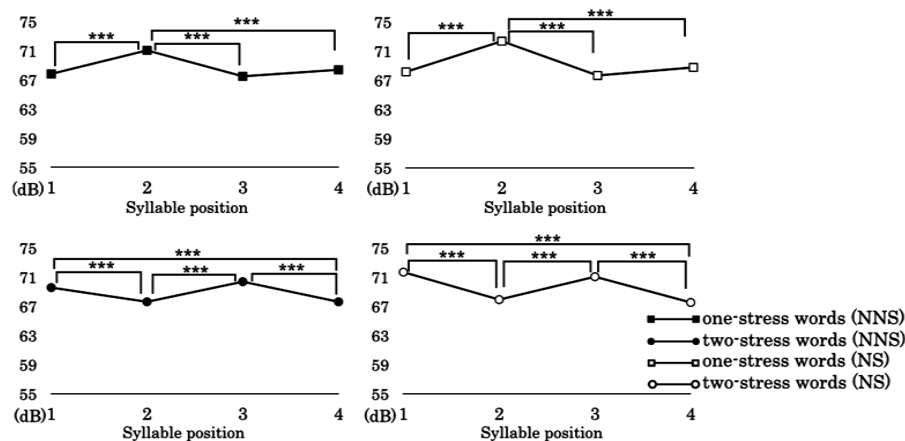 75
71
67
63
59
55
(dB) 1 2 3 4
Syllable position
*** *** ***
75
71
67
63
59
55
(dB) 1 2 3 4
Syllable position
*** *** ***
75
71
67
63
59
55
(dB) 1 2 3 4
Syllable position
*** *** *** ***
75
71
67
63
59
55
(dB) 1 2 3 4
Syllable position
*** *** *** ***
one-stress words (NNS)
two-stress words (NNS)
one-stress words (NS)
two-stress words (NS)